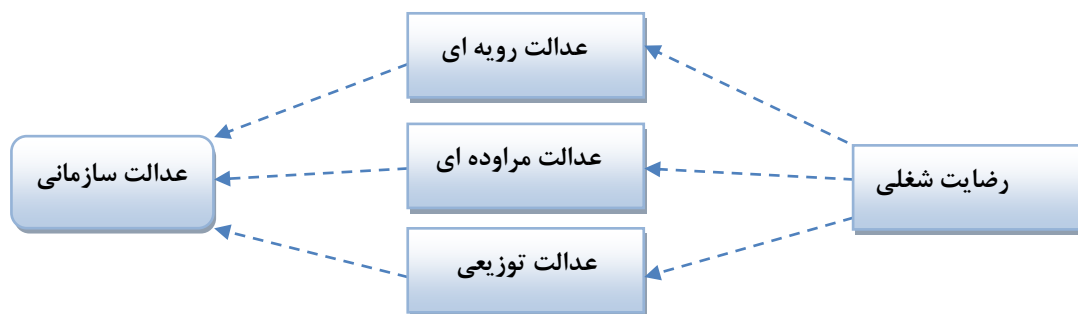 عدالت رویه ای
عدالت مراوده ای
رضایت شغلی
عدالت سازمانی
عدالت توزیعی